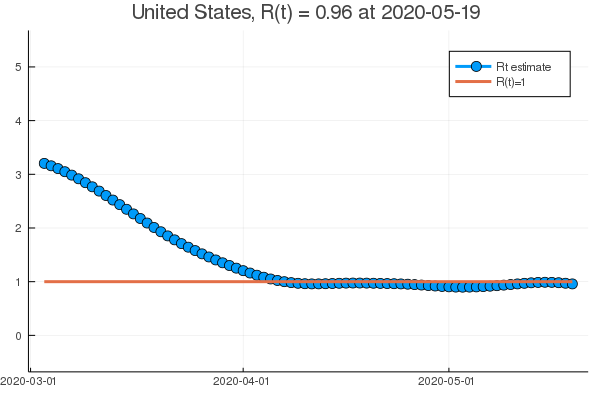 United States, R(t) = 0.96 at 2020-05-19
5
Rt estimate
R(t)=1
4
3
2
1
0
2020-03-01 2020-04-01 2020-05-01